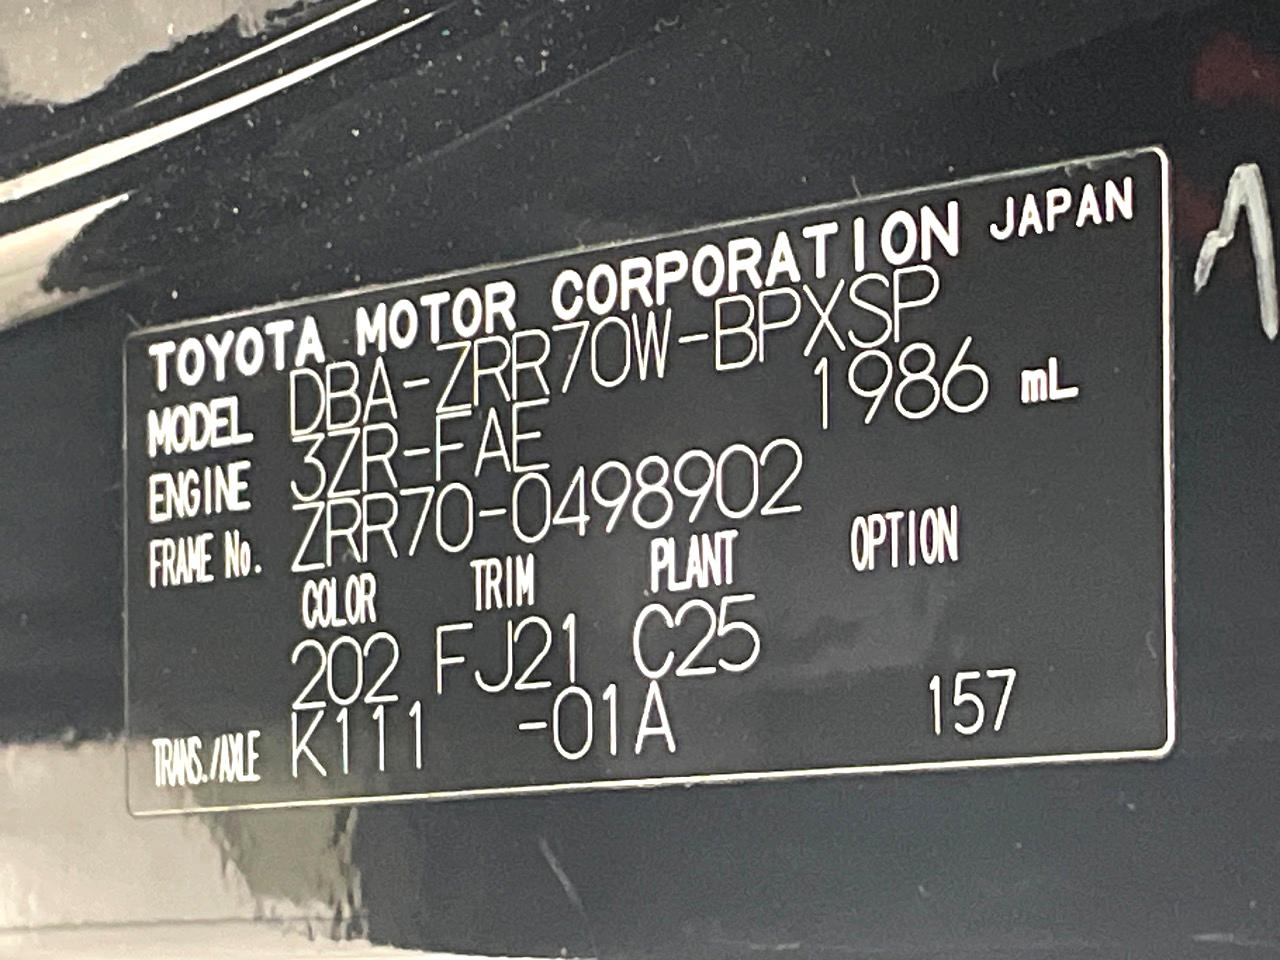 TOYOTA MOTOR CORPORATION JAPAN
MODEL DBA-ZRR70W-BPXSP
ENGINE 3ZR-FAE 1986 mL
FRAME No. ZRR70-0498902
COLOR TRIM PLANT OPTION
202 FJ21 C25
TRANS./AXLE K111 -01A 157